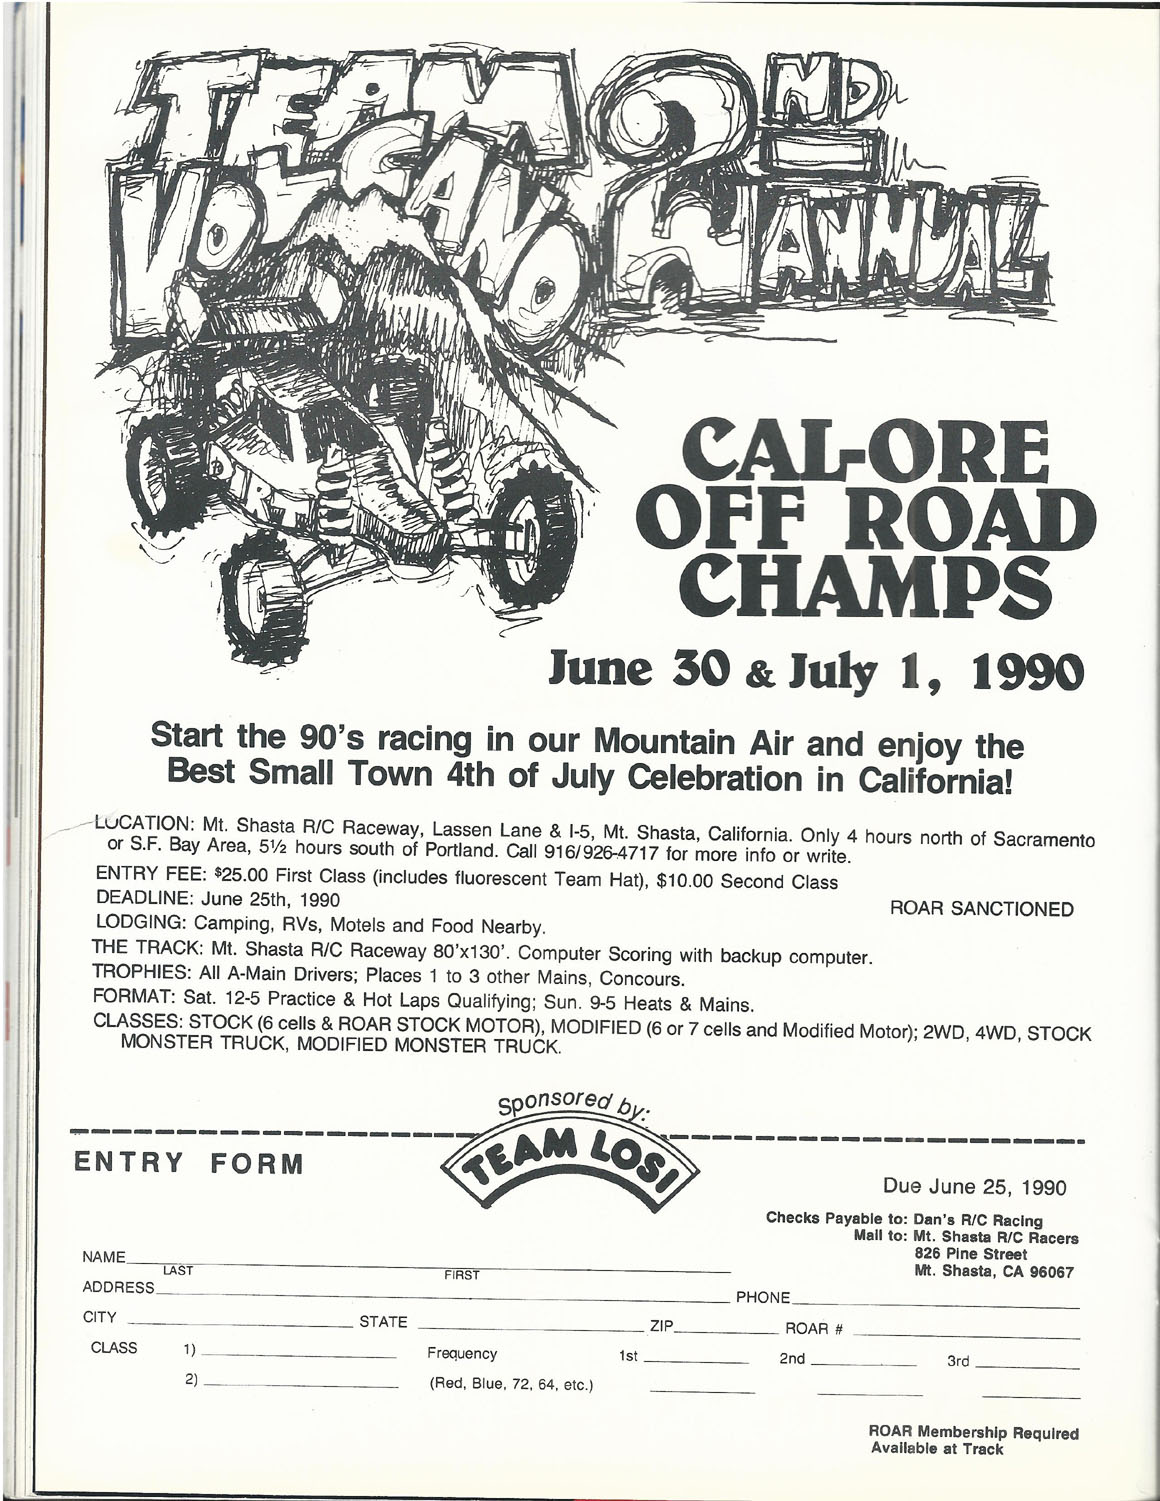 TEAM
VOLCANO
2ND
ANNUAL
CAL-ORE
OFF ROAD
CHAMPS
June 30 & July 1, 1990
Start the 90's racing in our Mountain Air and enjoy the
Best Small Town 4th of July Celebration in California!
LOCATION: Mt. Shasta R/C Raceway, Lassen Lane & I-5, Mt. Shasta, California. Only 4 hours north of Sacramento
or S.F. Bay Area, 5½ hours south of Portland. Call 916/926-4717 for more info or write.
ENTRY FEE: $25.00 First Class (includes fluorescent Team Hat), $10.00 Second Class
DEADLINE: June 25th, 1990
ROAR SANCTIONED
LODGING: Camping, RVs, Motels and Food Nearby.
THE TRACK: Mt. Shasta R/C Raceway 80'x130'. Computer Scoring with backup computer.
TROPHIES: All A-Main Drivers; Places 1 to 3 other Mains, Concours.
FORMAT: Sat. 12-5 Practice & Hot Laps Qualifying; Sun. 9-5 Heats & Mains.
CLASSES: STOCK (6 cells & ROAR STOCK MOTOR), MODIFIED (6 or 7 cells and Modified Motor); 2WD, 4WD, STOCK
MONSTER TRUCK, MODIFIED MONSTER TRUCK.
Sponsored by:
TEAM LOSI
ENTRY FORM
Due June 25, 1990
Checks Payable to: Dan's R/C Racing
Mail to: Mt. Shasta R/C Racers
826 Pine Street
Mt. Shasta, CA 96067
NAME
LAST FIRST
ADDRESS PHONE
CITY STATE ZIP ROAR #
CLASS 1) Frequency 1st 2nd 3rd
2) (Red, Blue, 72, 64, etc.)
ROAR Membership Required
Available at Track